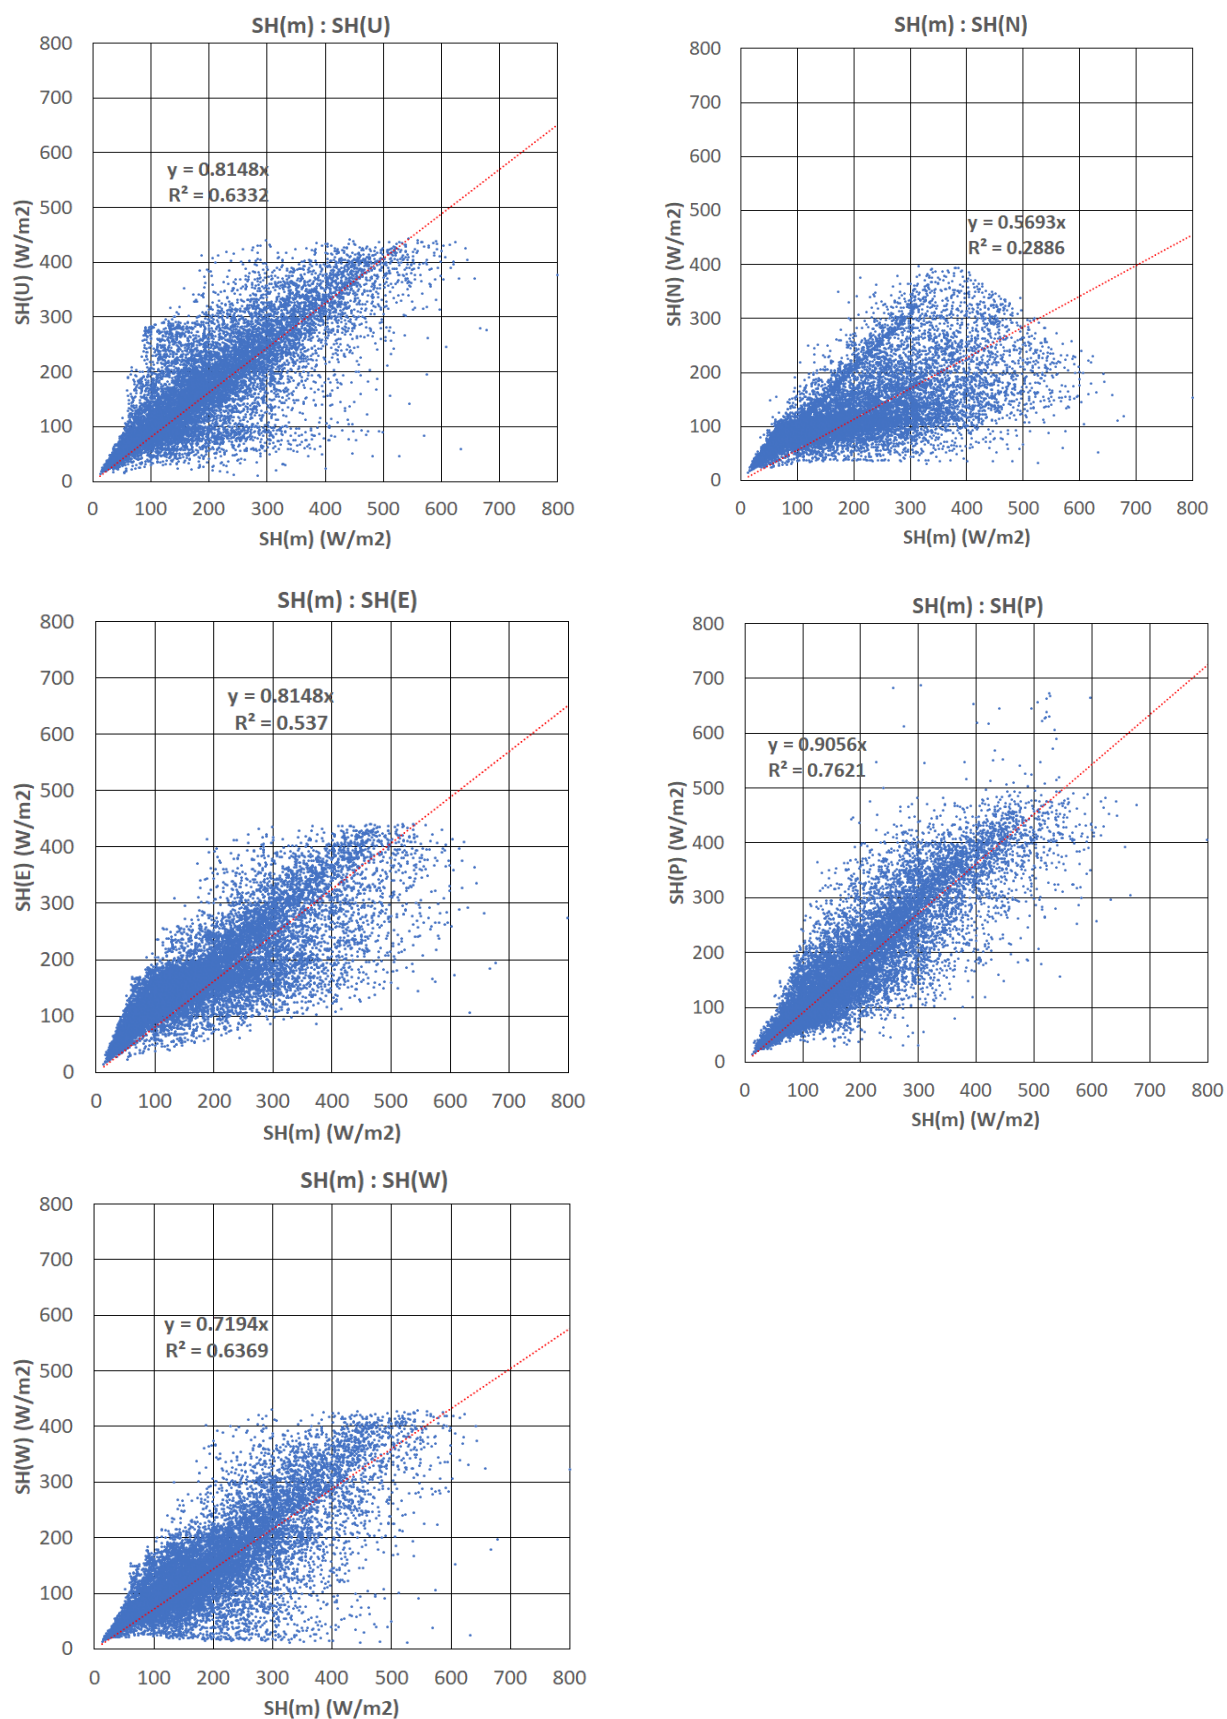 SH(m) : SH(U)
800
700
600
500
400
300
200
100
0
y = 0.8148x
R² = 0.6332
SH(U) (W/m2)
0 100 200 300 400 500 600 700 800
SH(m) (W/m2)
SH(m) : SH(N)
800
700
600
500
400
300
200
100
0
y = 0.5693x
R² = 0.2886
SH(N) (W/m2)
0 100 200 300 400 500 600 700 800
SH(m) (W/m2)
SH(m) : SH(E)
800
700
600
500
400
300
200
100
0
y = 0.8148x
R² = 0.537
SH(E) (W/m2)
0 100 200 300 400 500 600 700 800
SH(m) (W/m2)
SH(m) : SH(P)
800
700
600
500
400
300
200
100
0
y = 0.9056x
R² = 0.7621
SH(P) (W/m2)
0 100 200 300 400 500 600 700 800
SH(m) (W/m2)
SH(m) : SH(W)
800
700
600
500
400
300
200
100
0
y = 0.7194x
R² = 0.6369
SH(W) (W/m2)
0 100 200 300 400 500 600 700 800
SH(m) (W/m2)